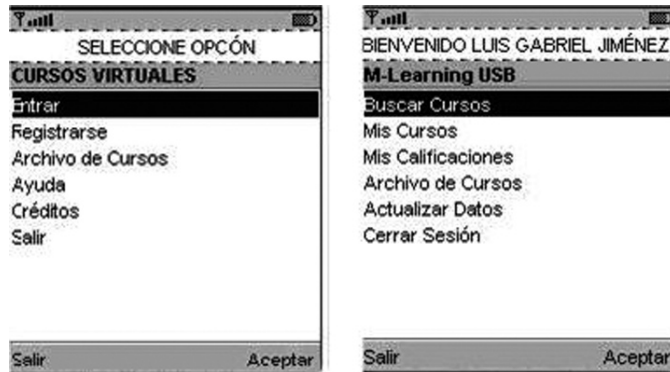 SELECCIONE OPCÓN
CURSOS VIRTUALES
Entrar
Registrarse
Archivo de Cursos
Ayuda
Créditos
Salir
Salir Aceptar
BIENVENIDO LUIS GABRIEL JIMÉNEZ
M-Learning USB
Buscar Cursos
Mis Cursos
Mis Calificaciones
Archivo de Cursos
Actualizar Datos
Cerrar Sesión
Salir Aceptar